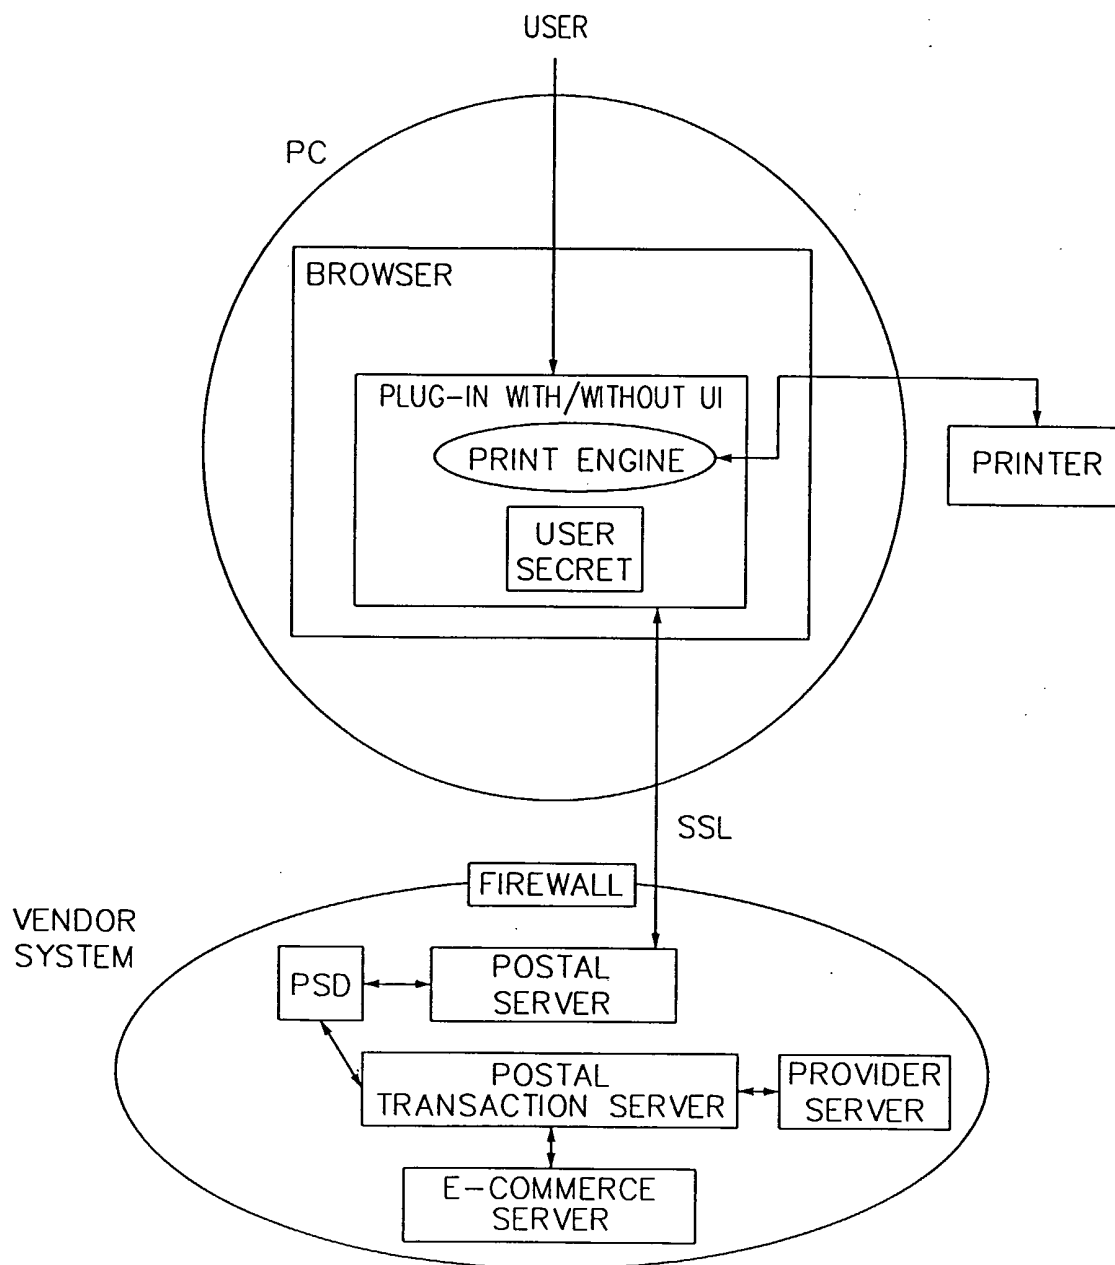 USER
PC
BROWSER
PLUG-IN WITH/WITHOUT UI
PRINT ENGINE
PRINTER
USER
SECRET
SSL
FIREWALL
VENDOR
SYSTEM
PSD
POSTAL
SERVER
POSTAL
TRANSACTION SERVER
PROVIDER
SERVER
E-COMMERCE
SERVER